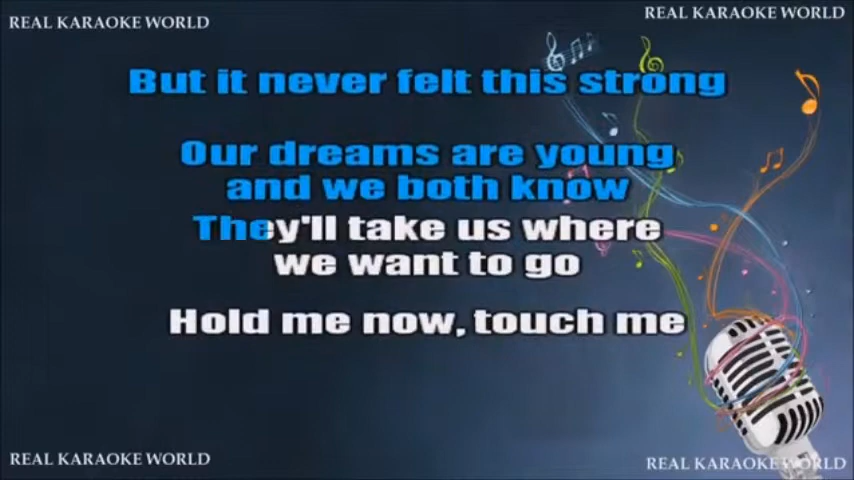 REAL KARAOKE WORLD
REAL KARAOKE WORLD
But it never felt this strong
Our dreams are young
and we both know
They'll take us where
we want to go
Hold me now, touch me
REAL KARAOKE WORLD
REAL KARAOKE WORLD